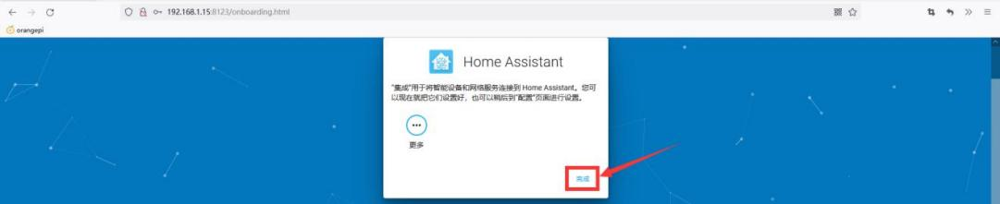 192.168.1.15:8123/onboarding.html
orangepi
Home Assistant
"集成"用于将智能设备和网络服务连接到 Home Assistant。您可
以现在就把它们设置好，也可以稍后到"配置"页面进行设置。
更多
完成